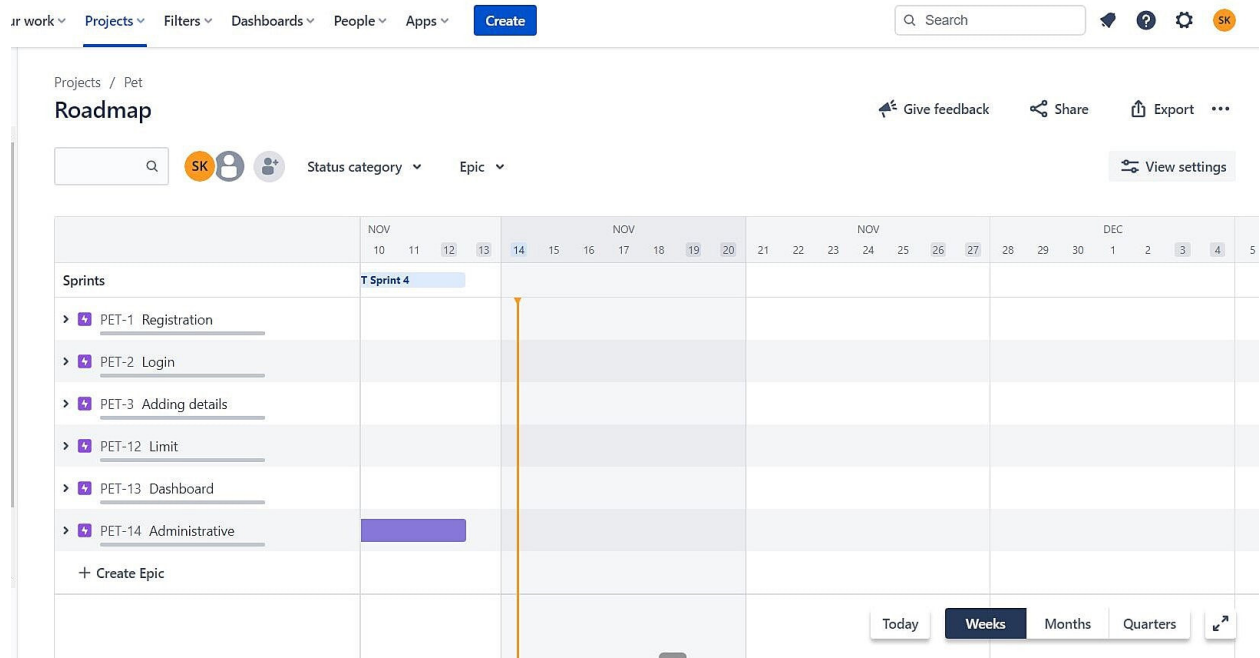 ur work Projects Filters Dashboards People Apps Create Search SK
Projects / Pet
Roadmap
Give feedback Share Export
SK Status category Epic View settings
NOV NOV NOV DEC
10 11 12 13 14 15 16 17 18 19 20 21 22 23 24 25 26 27 28 29 30 1 2 3 4 5
Sprints T Sprint 4
PET-1 Registration
PET-2 Login
PET-3 Adding details
PET-12 Limit
PET-13 Dashboard
PET-14 Administrative
+ Create Epic
Today Weeks Months Quarters